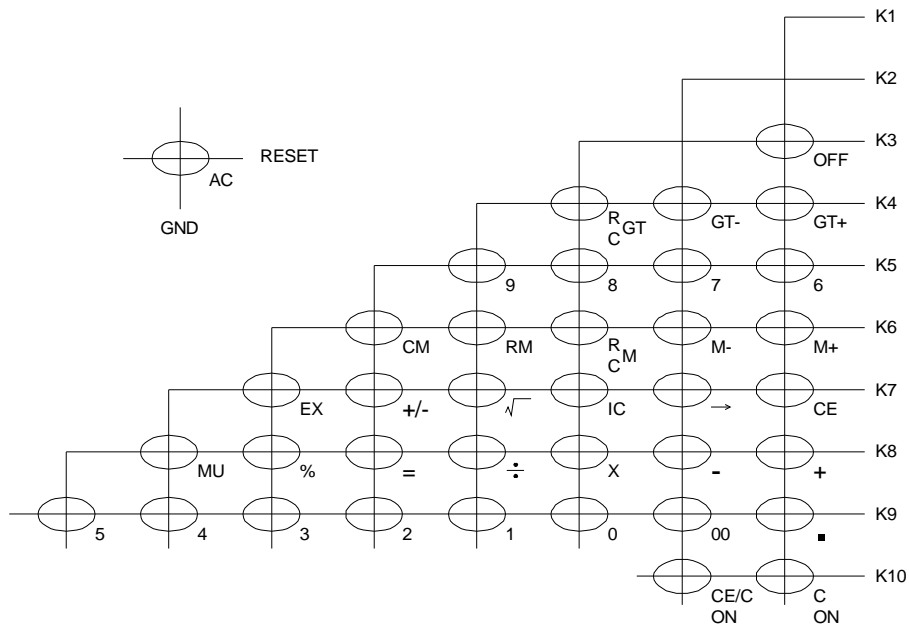 K1
K2
K3
OFF
RESET
AC
GND
K4
R
C GT
GT-
GT+
K5
9 8 7 6
K6
CM RM R
C M
M- M+
K7
EX +/- √ IC → CE
K8
MU % = ÷ X - +
K9
5 4 3 2 1 0 00 ▪
K10
CE/C C
ON ON